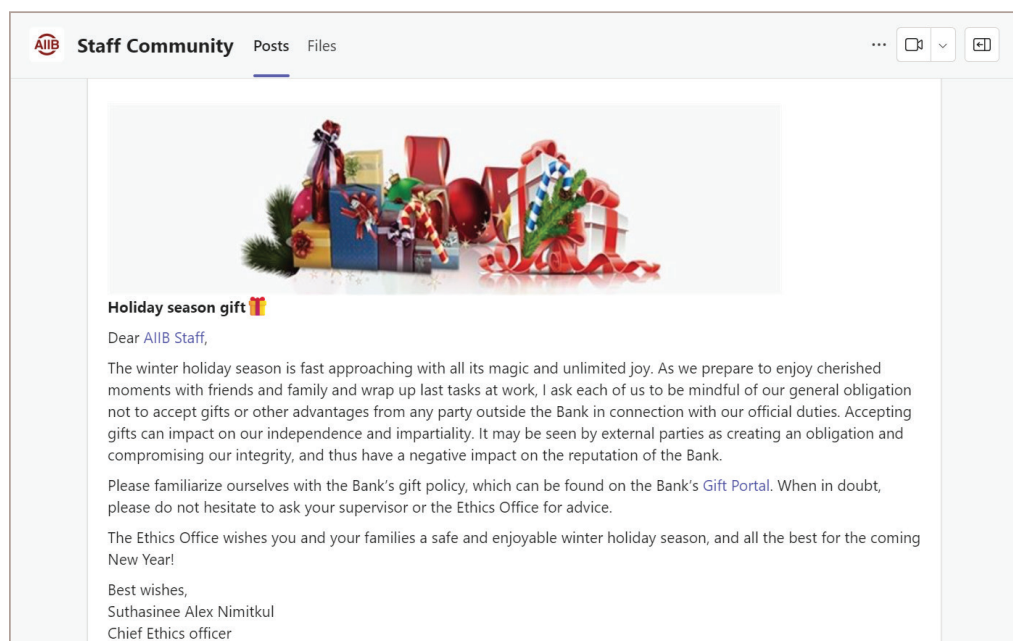 AIIB Staff Community Posts Files
Holiday season gift
Dear AIIB Staff,
The winter holiday season is fast approaching with all its magic and unlimited joy. As we prepare to enjoy cherished
moments with friends and family and wrap up last tasks at work, I ask each of us to be mindful of our general obligation
not to accept gifts or other advantages from any party outside the Bank in connection with our official duties. Accepting
gifts can impact on our independence and impartiality. It may be seen by external parties as creating an obligation and
compromising our integrity, and thus have a negative impact on the reputation of the Bank.
Please familiarize ourselves with the Bank's gift policy, which can be found on the Bank's Gift Portal. When in doubt,
please do not hesitate to ask your supervisor or the Ethics Office for advice.
The Ethics Office wishes you and your families a safe and enjoyable winter holiday season, and all the best for the coming
New Year!
Best wishes,
Suthasinee Alex Nimitkul
Chief Ethics officer